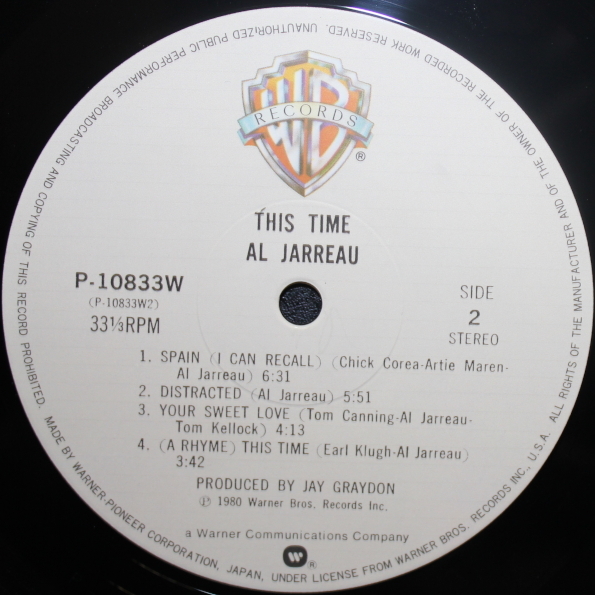 WB
RECORDS
®
THIS TIME
AL JARREAU
P-10833W
(P-10833W2)
33⅓RPM
SIDE
2
STEREO
1. SPAIN (I CAN RECALL) (Chick Corea-Artie Maren-
Al Jarreau) 6:31
2. DISTRACTED (Al Jarreau) 5:51
3. YOUR SWEET LOVE (Tom Canning-Al Jarreau-
Tom Kellock) 4:13
4. (A RHYME) THIS TIME (Earl Klugh-Al Jarreau)
3:42
PRODUCED BY JAY GRAYDON
℗ 1980 Warner Bros. Records Inc.
a Warner Communications Company
®
MADE BY WARNER-PIONEER CORPORATION, JAPAN, UNDER LICENSE FROM WARNER BROS. RECORDS INC., U.S.A. ALL RIGHTS OF THE MANUFACTURER AND OF THE OWNER OF THE RECORDED WORK RESERVED. UNAUTHORIZED PUBLIC PERFORMANCE BROADCASTING AND COPYING OF THIS RECORD PROHIBITED.